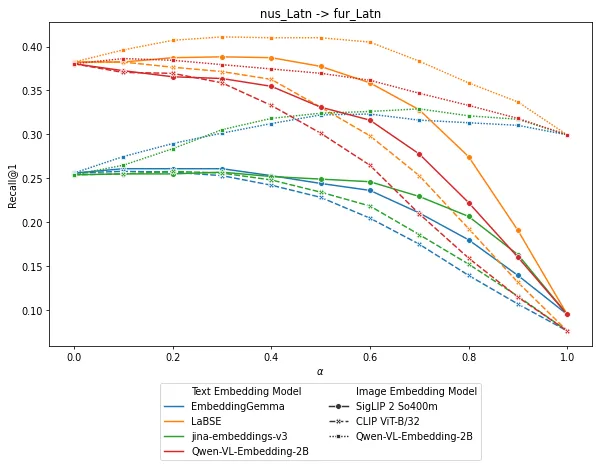 nus_Latn -> fur_Latn
Recall@1
0.40
0.35
0.30
0.25
0.20
0.15
0.10
0.0 0.2 0.4 0.6 0.8 1.0
α
Text Embedding Model
EmbeddingGemma
LaBSE
jina-embeddings-v3
Qwen-VL-Embedding-2B
Image Embedding Model
SigLIP 2 So400m
CLIP ViT-B/32
Qwen-VL-Embedding-2B